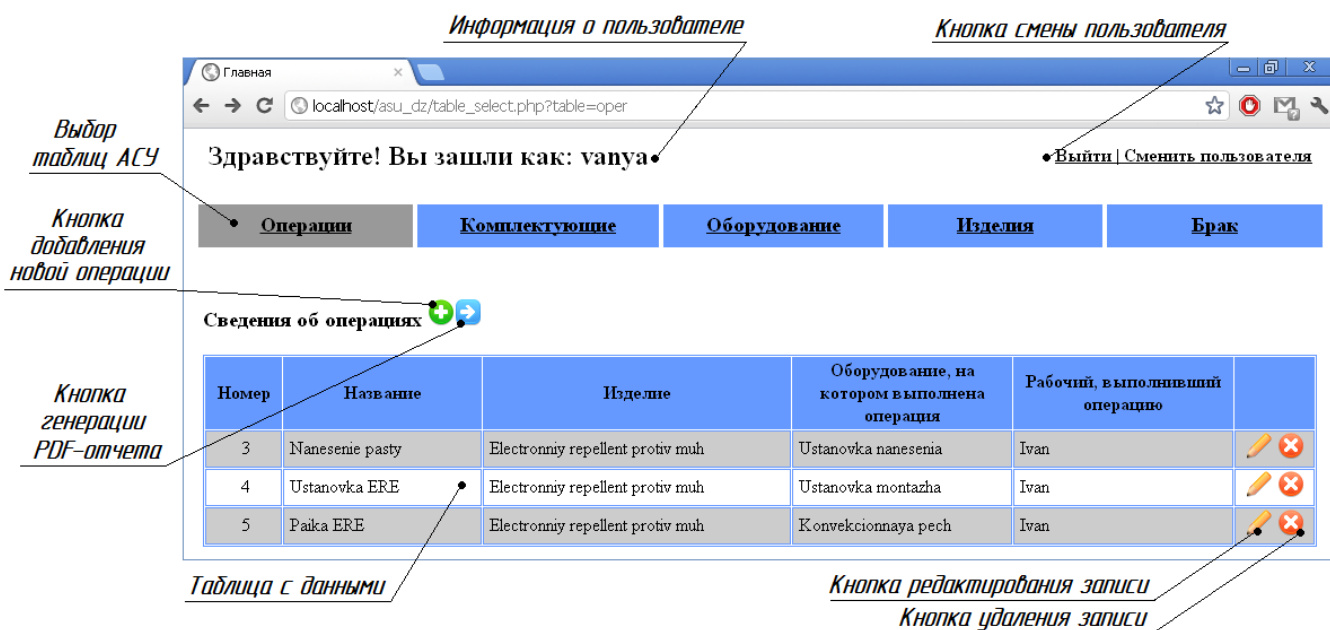 Информация о пользователе
Кнопка смены пользователя
Главная
localhost/asu_dz/table_select.php?table=oper
Выбор
таблиц АСУ
Здравствуйте! Вы зашли как: vanya
Выйти | Сменить пользователя
Кнопка
добавления
новой операции
Операции
Комплектующие
Оборудование
Изделия
Брак
Сведения об операциях
Кнопка
генерации
PDF-отчета
Номер
Название
Изделие
Оборудование, на
котором выполнена
операция
Рабочий, выполнивший
операцию
3 Nanesenie pasty Electronniy repellent protiv muh Ustanovka nanesenia Ivan
4 Ustanovka ERE Electronniy repellent protiv muh Ustanovka montazha Ivan
5 Paika ERE Electronniy repellent protiv muh Konvekcionnaya pech Ivan
Таблица с данными
Кнопка редактирования записи
Кнопка удаления записи